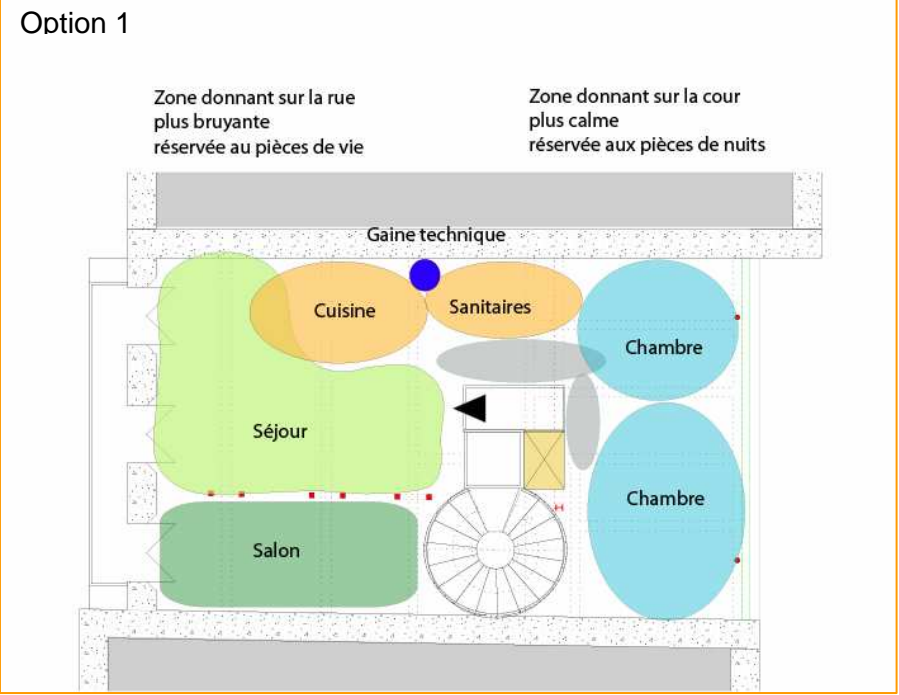 Option 1
Zone donnant sur la rue
plus bruyante
réservée au pièces de vie
Zone donnant sur la cour
plus calme
réservée aux pièces de nuits
Gaine technique
Cuisine
Sanitaires
Chambre
Séjour
Chambre
Salon